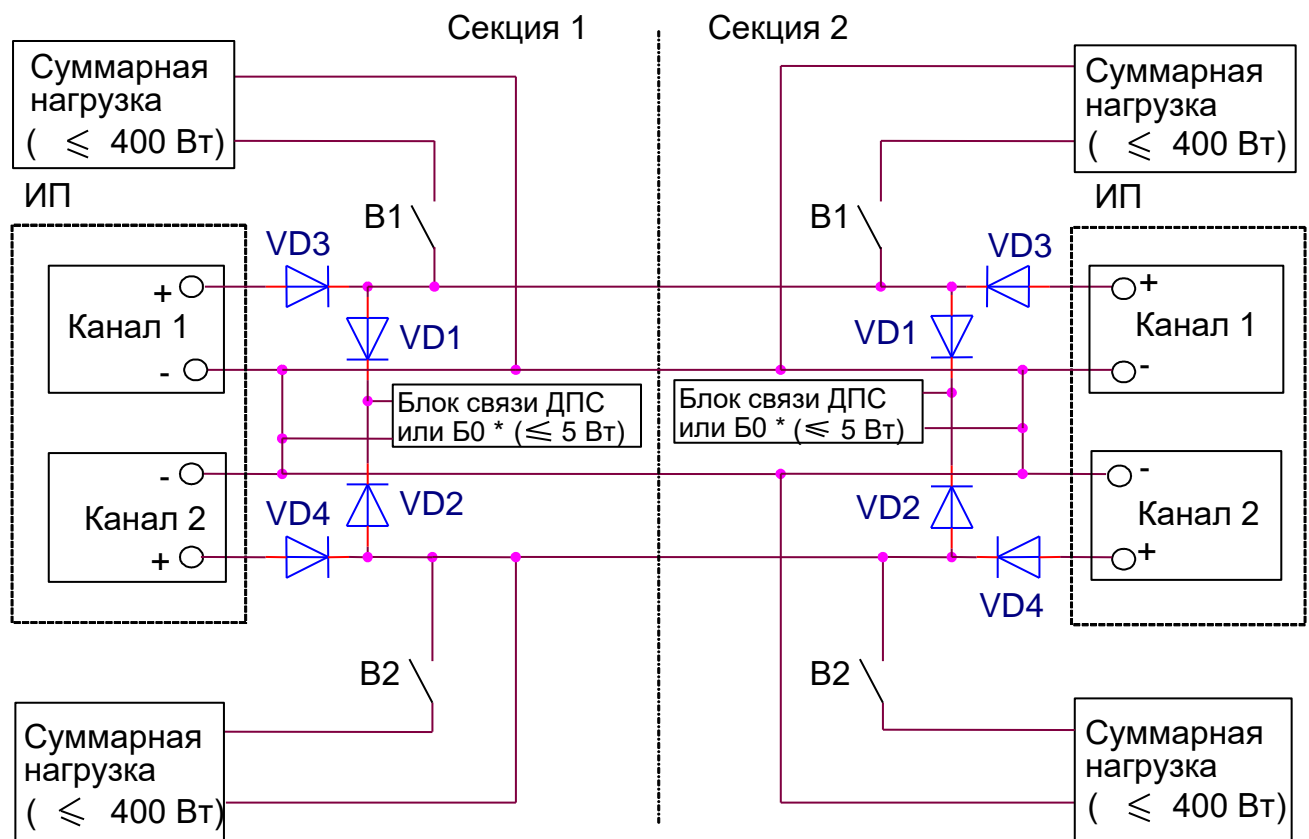 Секция 1
Секция 2
Суммарная
нагрузка
( ≤ 400 Вт)
Суммарная
нагрузка
( ≤ 400 Вт)
ИП
ИП
В1
В1
VD3
VD3
+
Канал 1
-
+
Канал 1
-
VD1
VD1
Блок связи ДПС
или Б0 * (≤ 5 Вт)
Блок связи ДПС
или Б0 * (≤ 5 Вт)
-
Канал 2
+
-
Канал 2
+
VD4
VD2
VD2
VD4
В2
В2
Суммарная
нагрузка
( ≤ 400 Вт)
Суммарная
нагрузка
( ≤ 400 Вт)